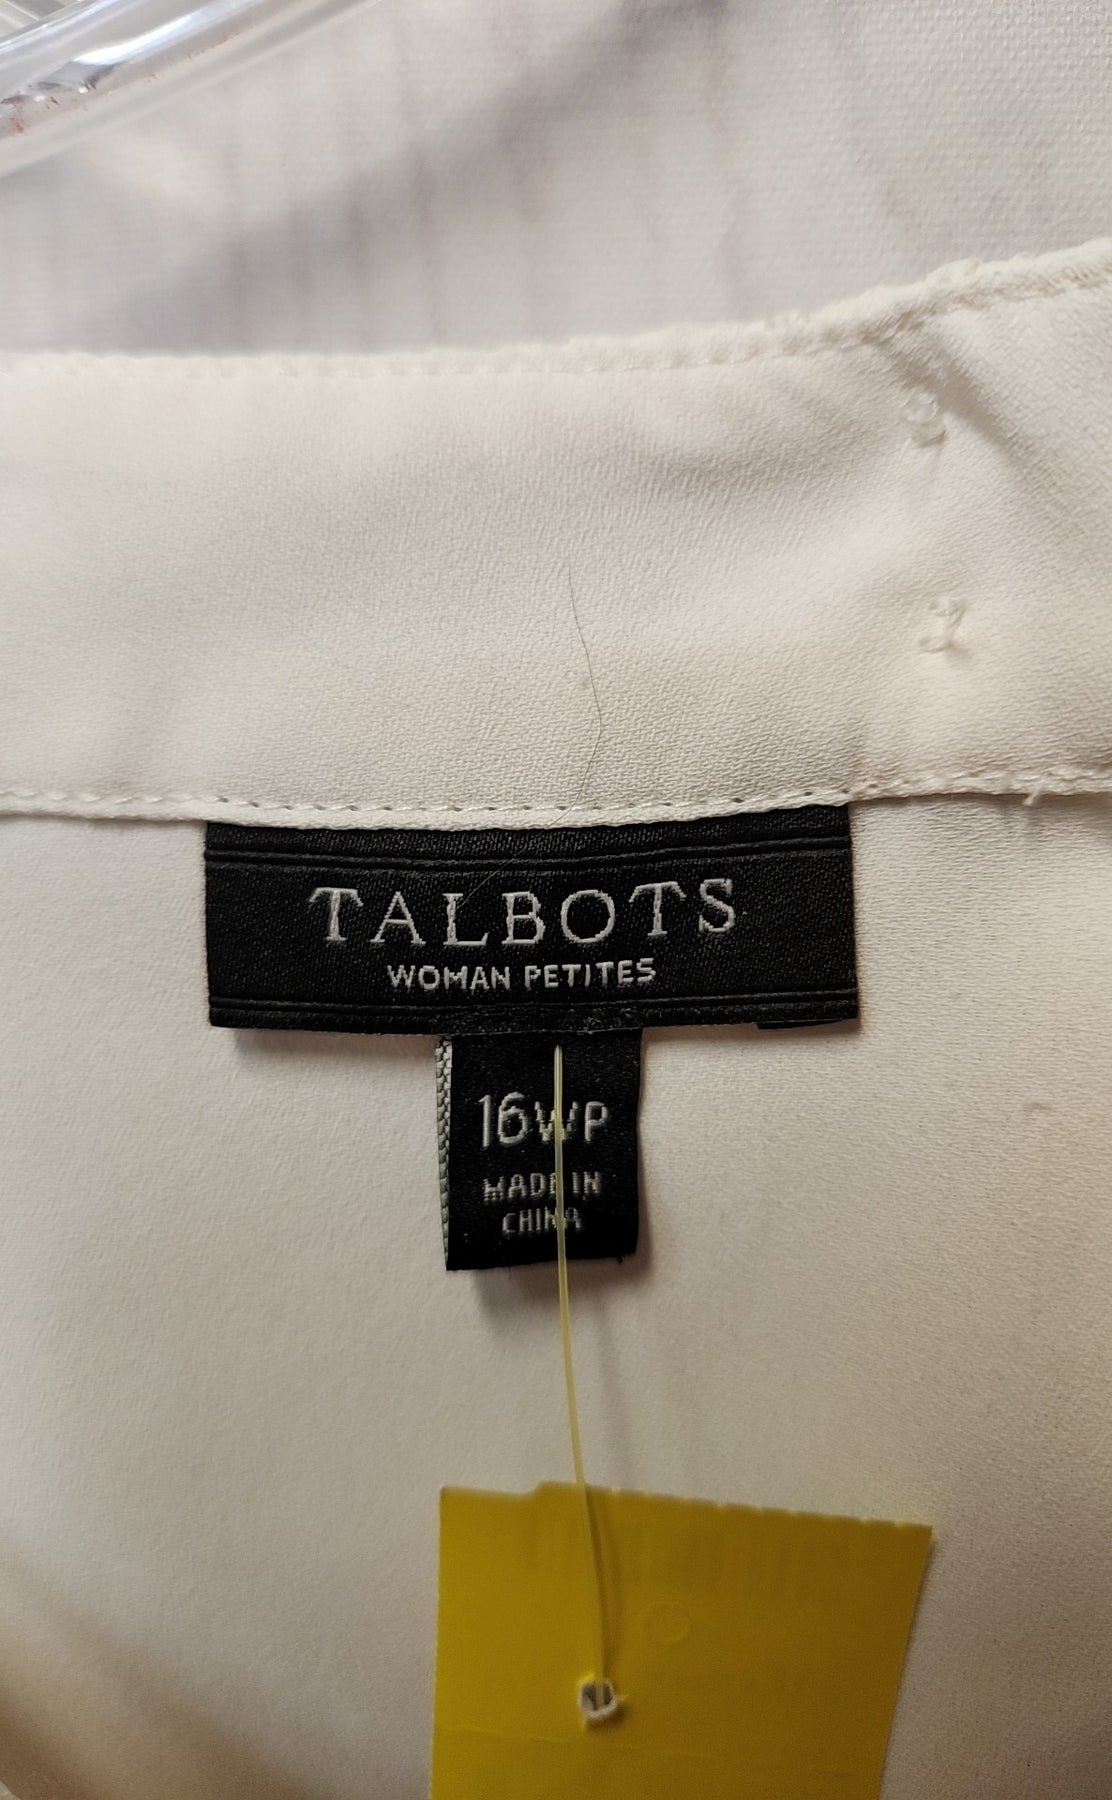 TALBOTS
WOMAN PETITES
16WP
MADE IN
CHINA